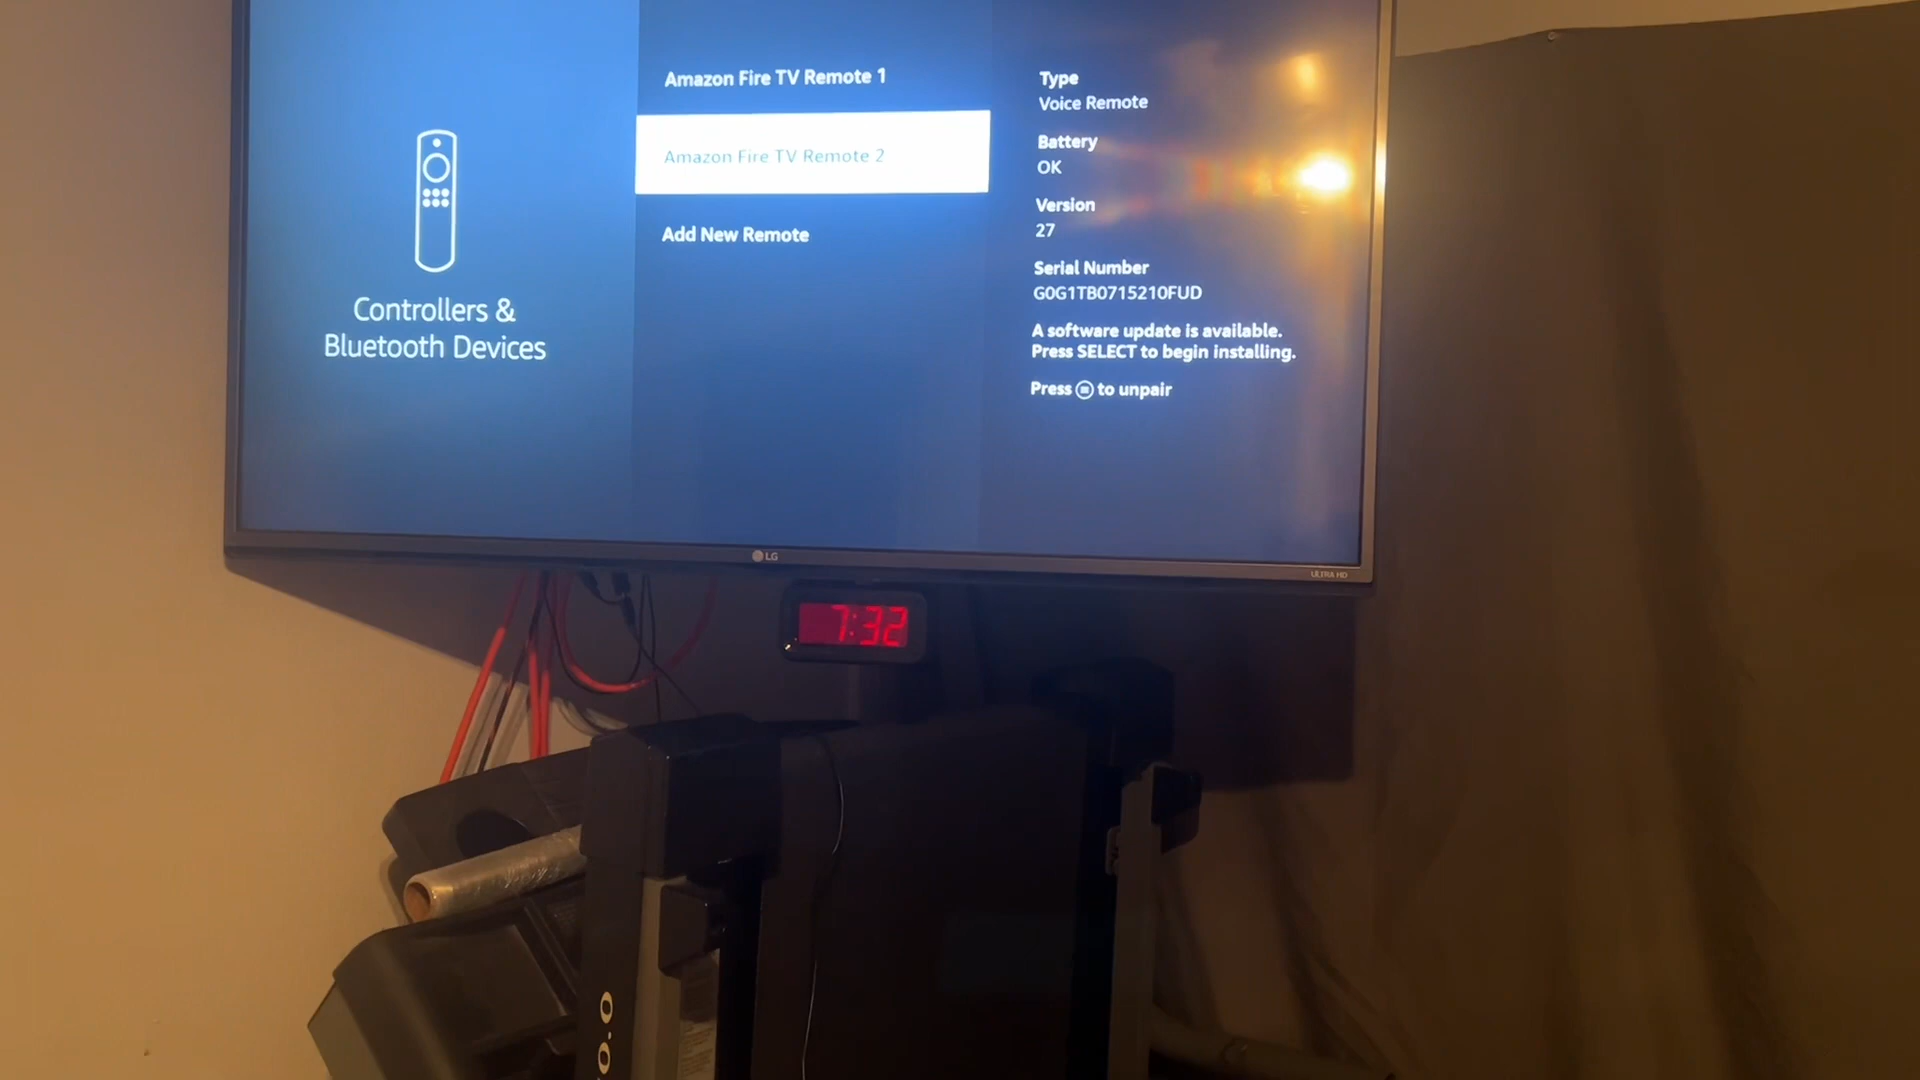 Controllers &
Bluetooth Devices
Amazon Fire TV Remote 1
Amazon Fire TV Remote 2
Add New Remote
Type
Voice Remote
Battery
OK
Version
27
Serial Number
G0G1TB0715210FUD
A software update is available.
Press SELECT to begin installing.
Press to unpair
LG
ULTRA HD
7:32